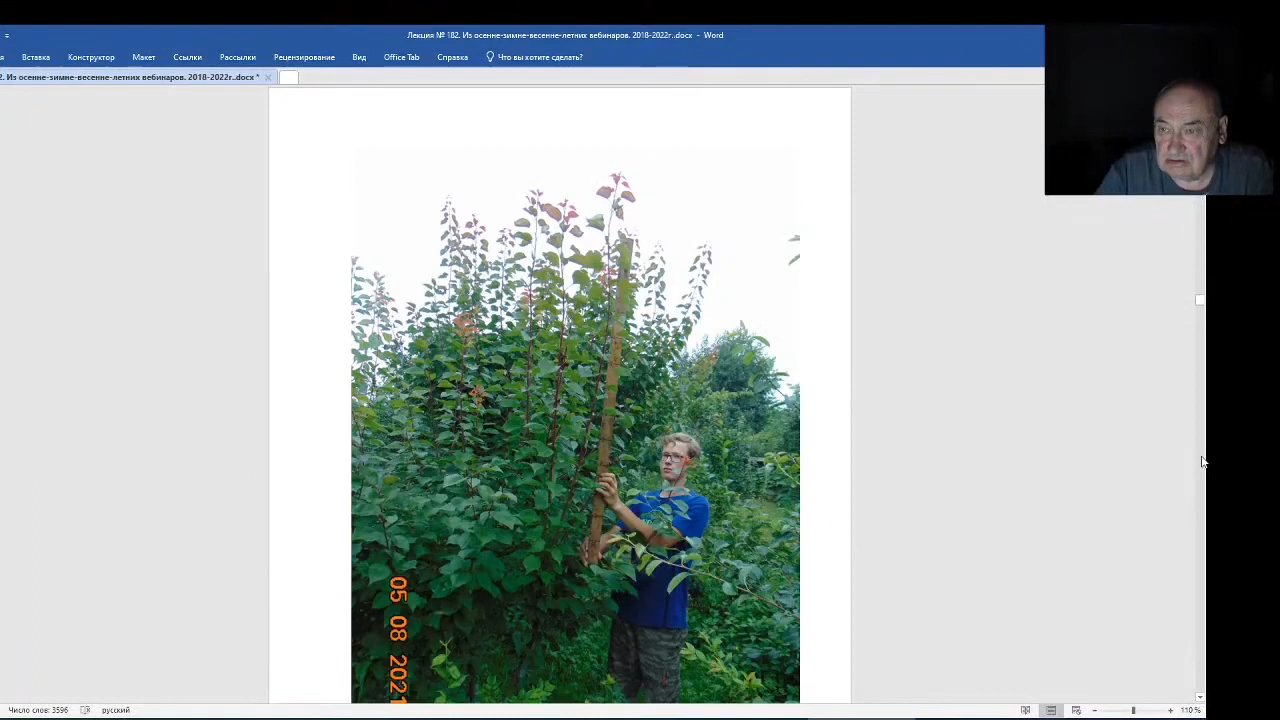 Лекция № 182. Из осенне-зимне-весенне-летних вебинаров. 2018-2022г..docx - Word
Вставка Конструктор Макет Ссылки Рассылки Рецензирование Вид Office Tab Справка Что вы хотите сделать?
2. Из осенне-зимне-весенне-летних вебинаров. 2018-2022г..docx *
05 08 2021
Число слов: 3596 русский 110 %